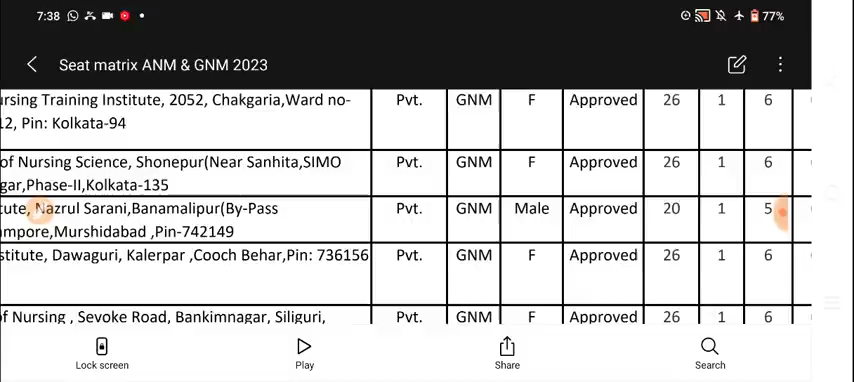 7:38 77%
Seat matrix ANM & GNM 2023
ursing Training Institute, 2052, Chakgaria,Ward no- Pvt. GNM F Approved 26 1 6
12, Pin: Kolkata-94
of Nursing Science, Shonepur(Near Sanhita,SIMO Pvt. GNM F Approved 26 1 6
gar,Phase-II,Kolkata-135
tute, Nazrul Sarani,Banamalipur(By-Pass Pvt. GNM Male Approved 20 1 5
ampore,Murshidabad ,Pin-742149
stitute, Dawaguri, Kalerpar ,Cooch Behar,Pin: 736156 Pvt. GNM F Approved 26 1 6
of Nursing , Sevoke Road, Bankimnagar, Siliguri, Pvt. GNM F Approved 26 1 6
Lock screen Play Share Search